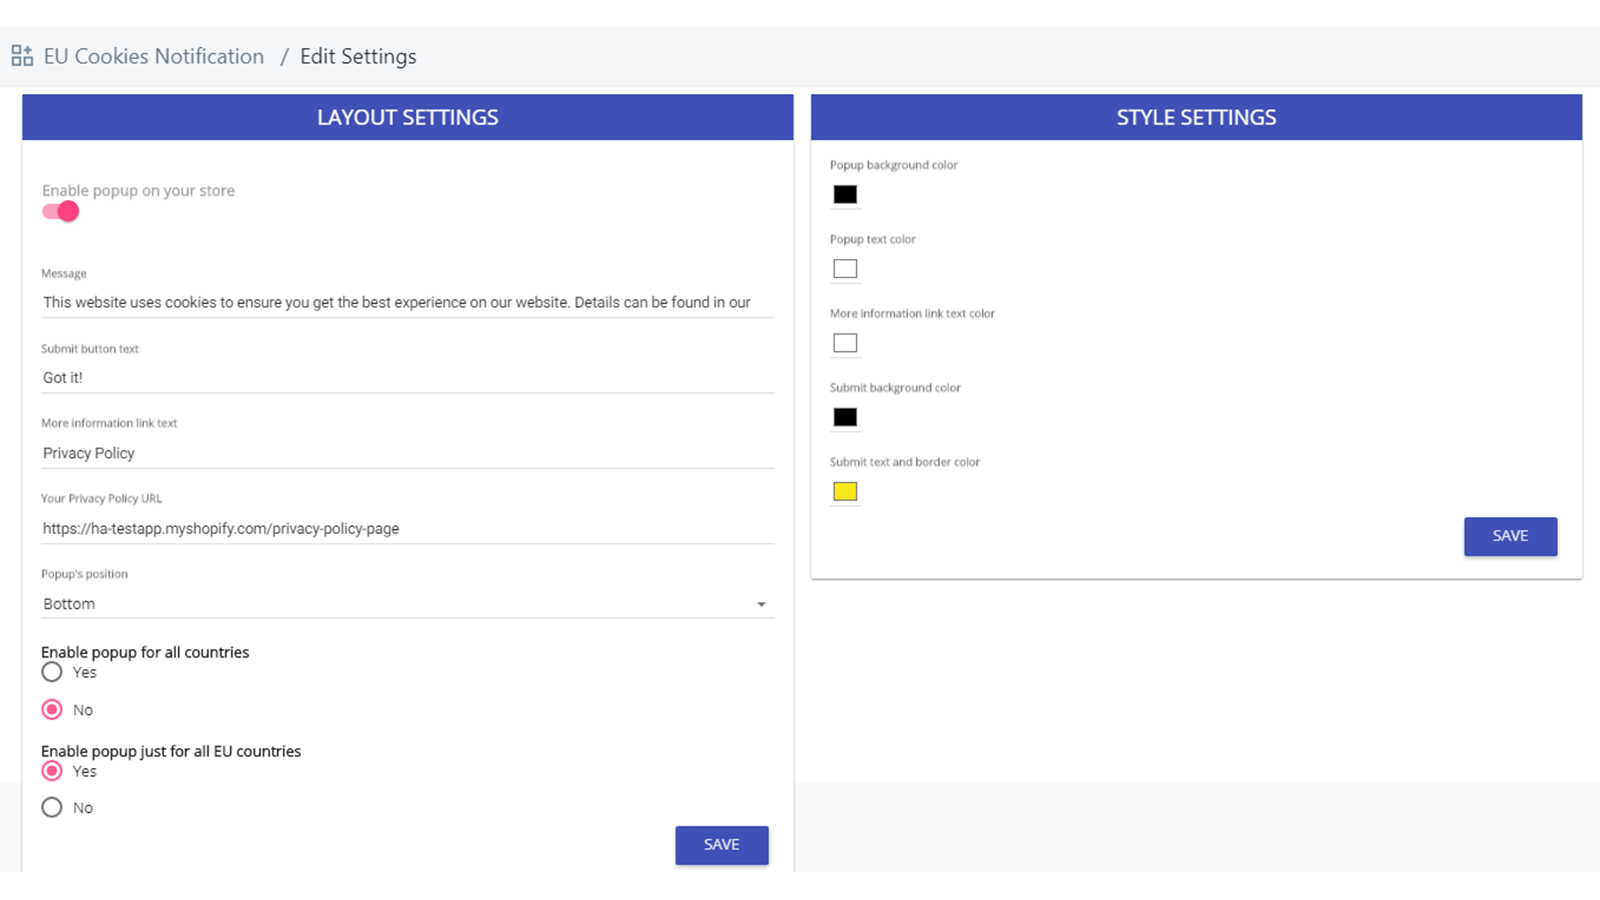 EU Cookies Notification / Edit Settings
LAYOUT SETTINGS
Enable popup on your store
Message
This website uses cookies to ensure you get the best experience on our website. Details can be found in our
Submit button text
Got it!
More information link text
Privacy Policy
Your Privacy Policy URL
https://ha-testapp.myshopify.com/privacy-policy-page
Popup's position
Bottom
Enable popup for all countries
Yes
No
Enable popup just for all EU countries
Yes
No
SAVE
STYLE SETTINGS
Popup background color
Popup text color
More information link text color
Submit background color
Submit text and border color
SAVE